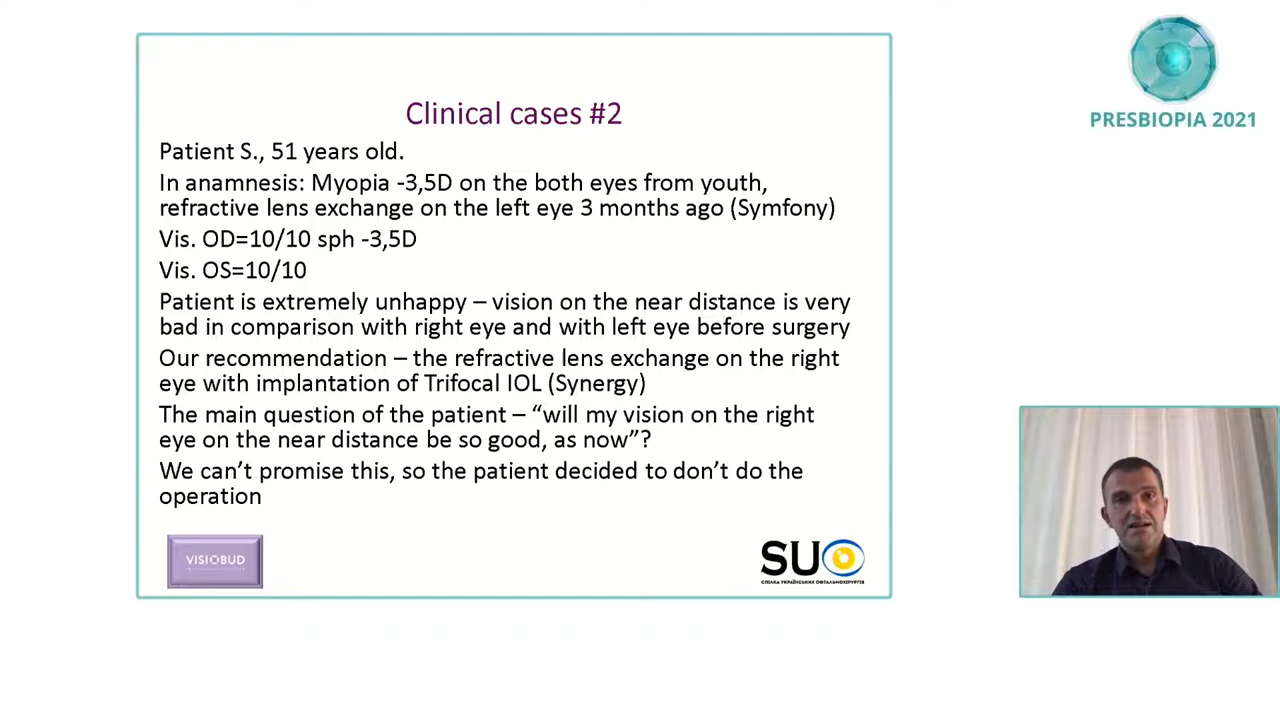 Clinical cases #2
Patient S., 51 years old.
In anamnesis: Myopia -3,5D on the both eyes from youth,
refractive lens exchange on the left eye 3 months ago (Symfony)
Vis. OD=10/10 sph -3,5D
Vis. OS=10/10
Patient is extremely unhappy – vision on the near distance is very
bad in comparison with right eye and with left eye before surgery
Our recommendation – the refractive lens exchange on the right
eye with implantation of Trifocal IOL (Synergy)
The main question of the patient – “will my vision on the right
eye on the near distance be so good, as now”?
We can’t promise this, so the patient decided to don’t do the
operation
VISIOBUD
SUO
СПІЛКА УКРАЇНСЬКИХ ОФТАЛЬМОХІРУРГІВ
PRESBIOPIA 2021